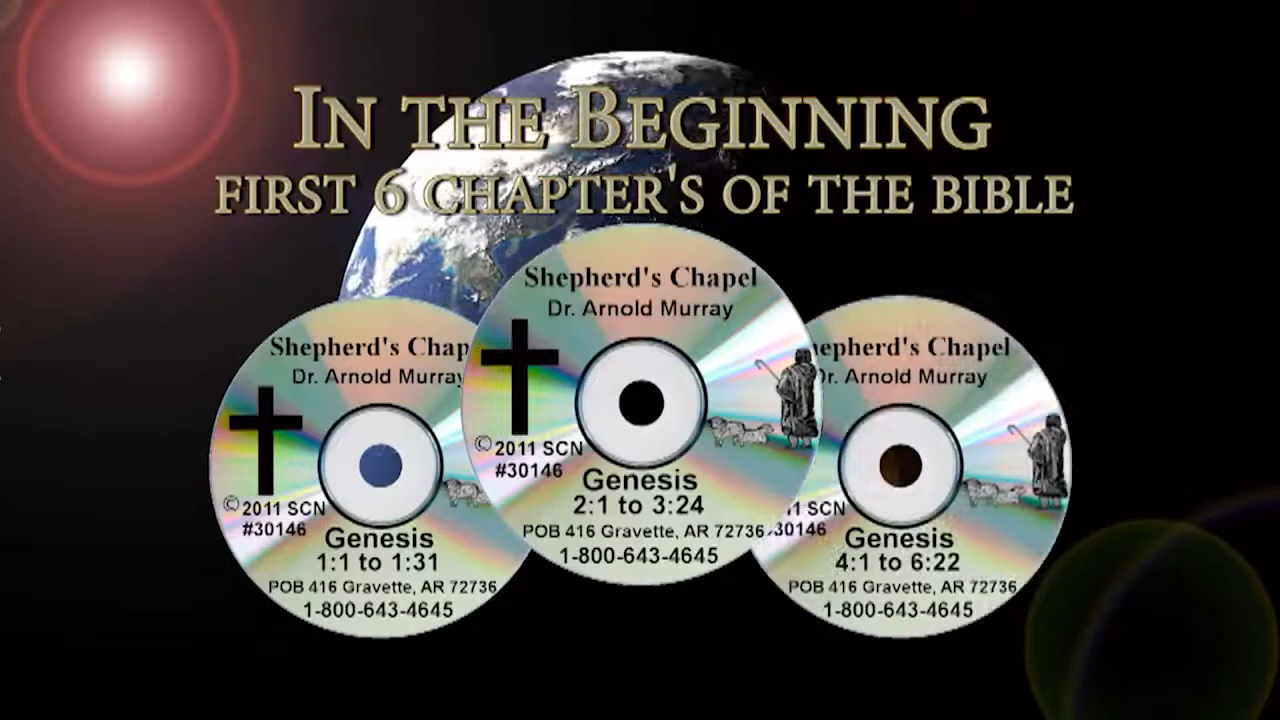 IN THE BEGINNING
FIRST 6 CHAPTER'S OF THE BIBLE
Shepherd's Chapel
Dr. Arnold Murray
© 2011 SCN
#30146
Genesis
2:1 to 3:24
POB 416 Gravette, AR 72736
1-800-643-4645
Shepherd's Chap
Dr. Arnold Murray
© 2011 SCN
#30146
Genesis
1:1 to 1:31
POB 416 Gravette, AR 72736
1-800-643-4645
epherd's Chapel
r. Arnold Murray
11 SCN
30146
Genesis
4:1 to 6:22
POB 416 Gravette, AR 72736
1-800-643-4645